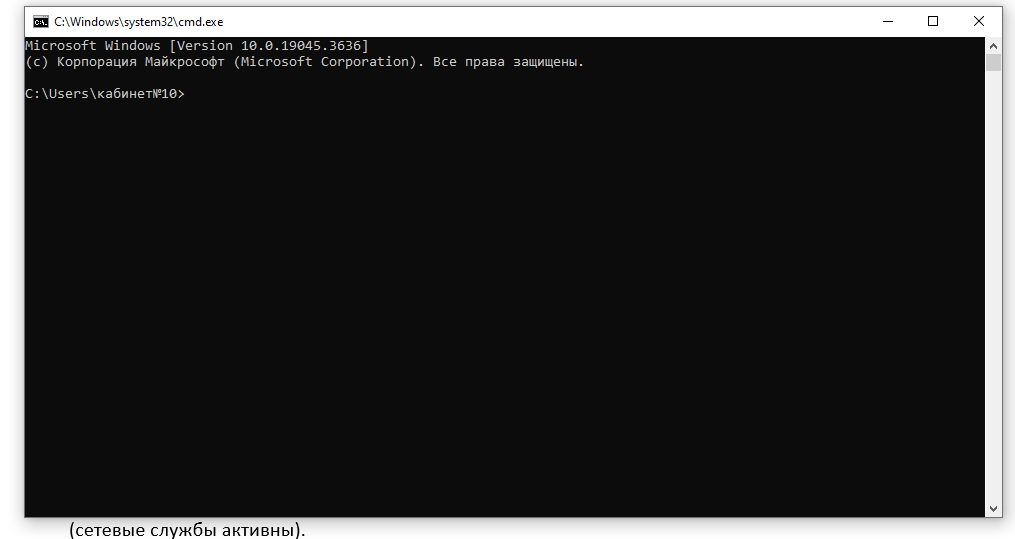 C:\Windows\system32\cmd.exe
Microsoft Windows [Version 10.0.19045.3636]
(c) Корпорация Майкрософт (Microsoft Corporation). Все права защищены.
C:\Users\кабинет№10>
(сетевые службы активны).